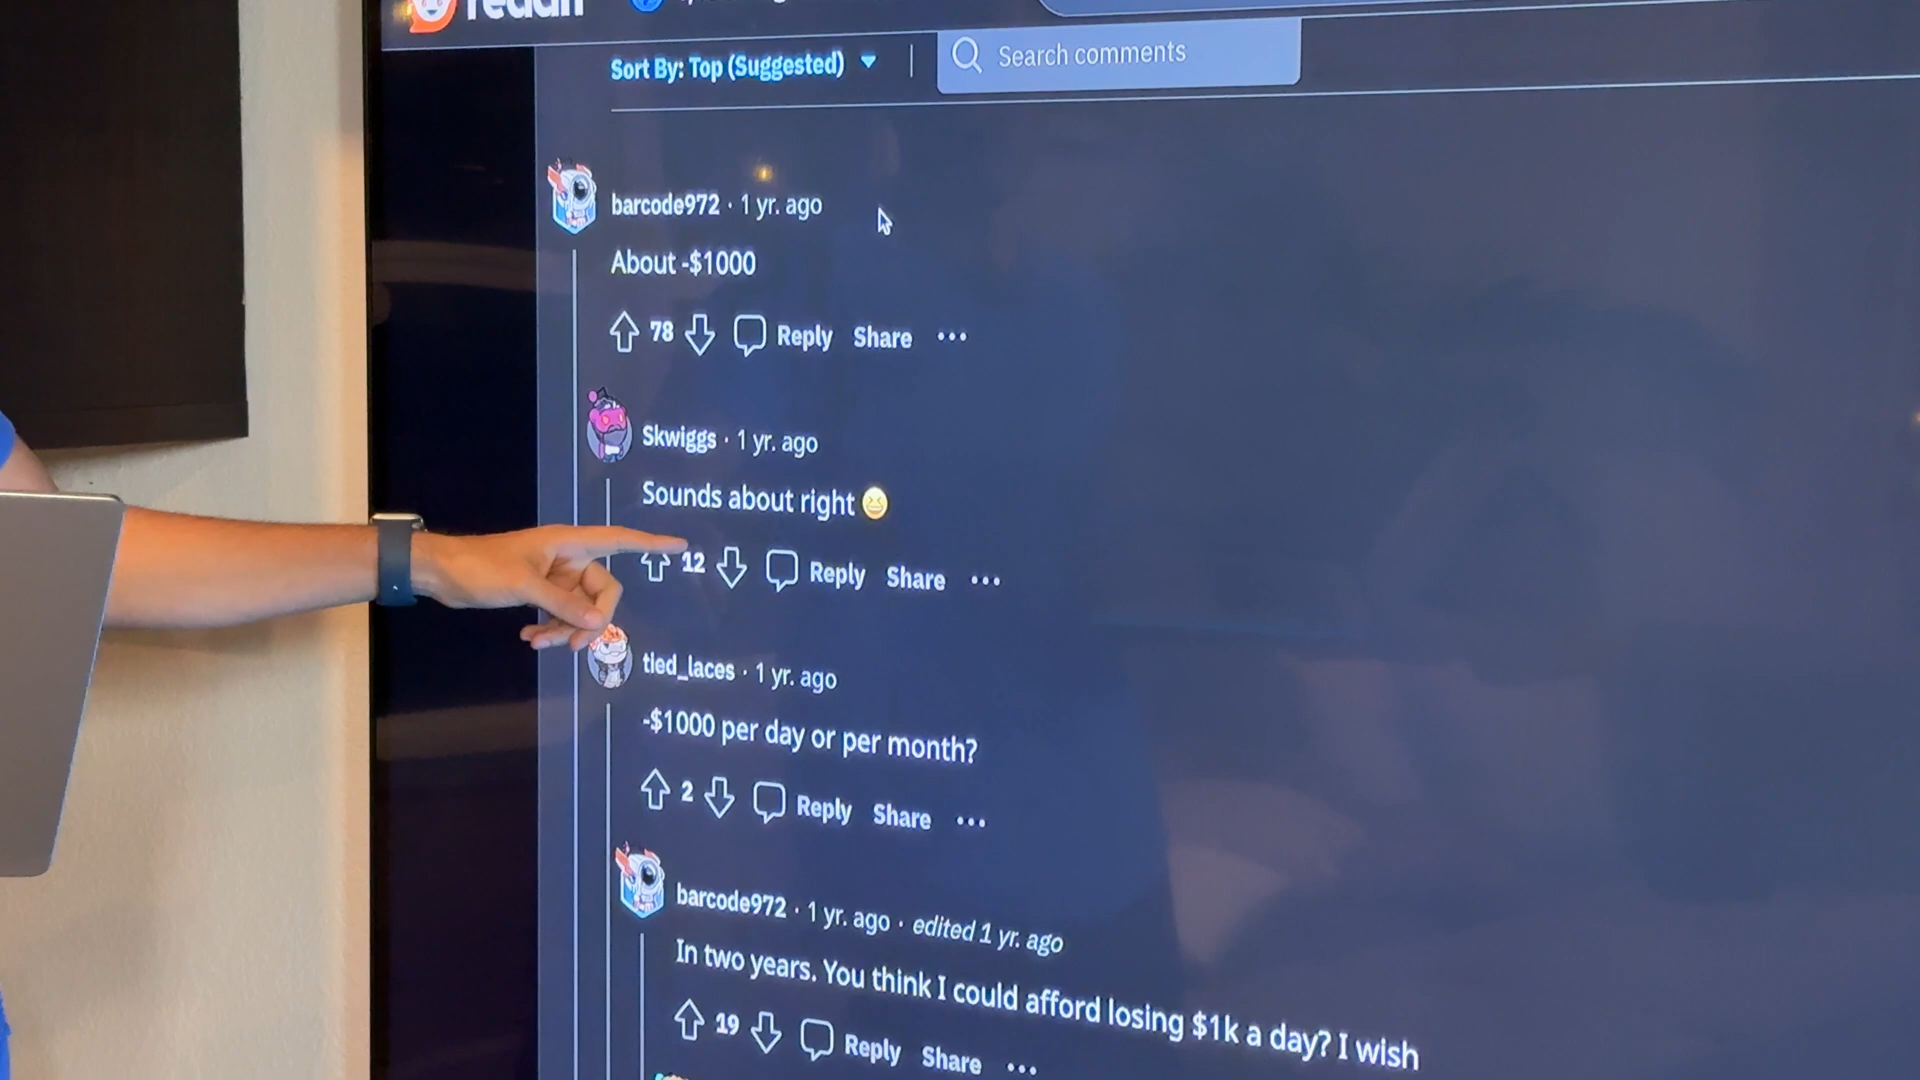 reddit
Sort By: Top (Suggested)
Search comments
barcode972 · 1 yr. ago
About -$1000
78 Reply Share ...
Skwiggs · 1 yr. ago
Sounds about right 😆
12 Reply Share ...
tied_laces · 1 yr. ago
-$1000 per day or per month?
2 Reply Share ...
barcode972 · 1 yr. ago · edited 1 yr. ago
In two years. You think I could afford losing $1k a day? I wish
19 Reply Share ...